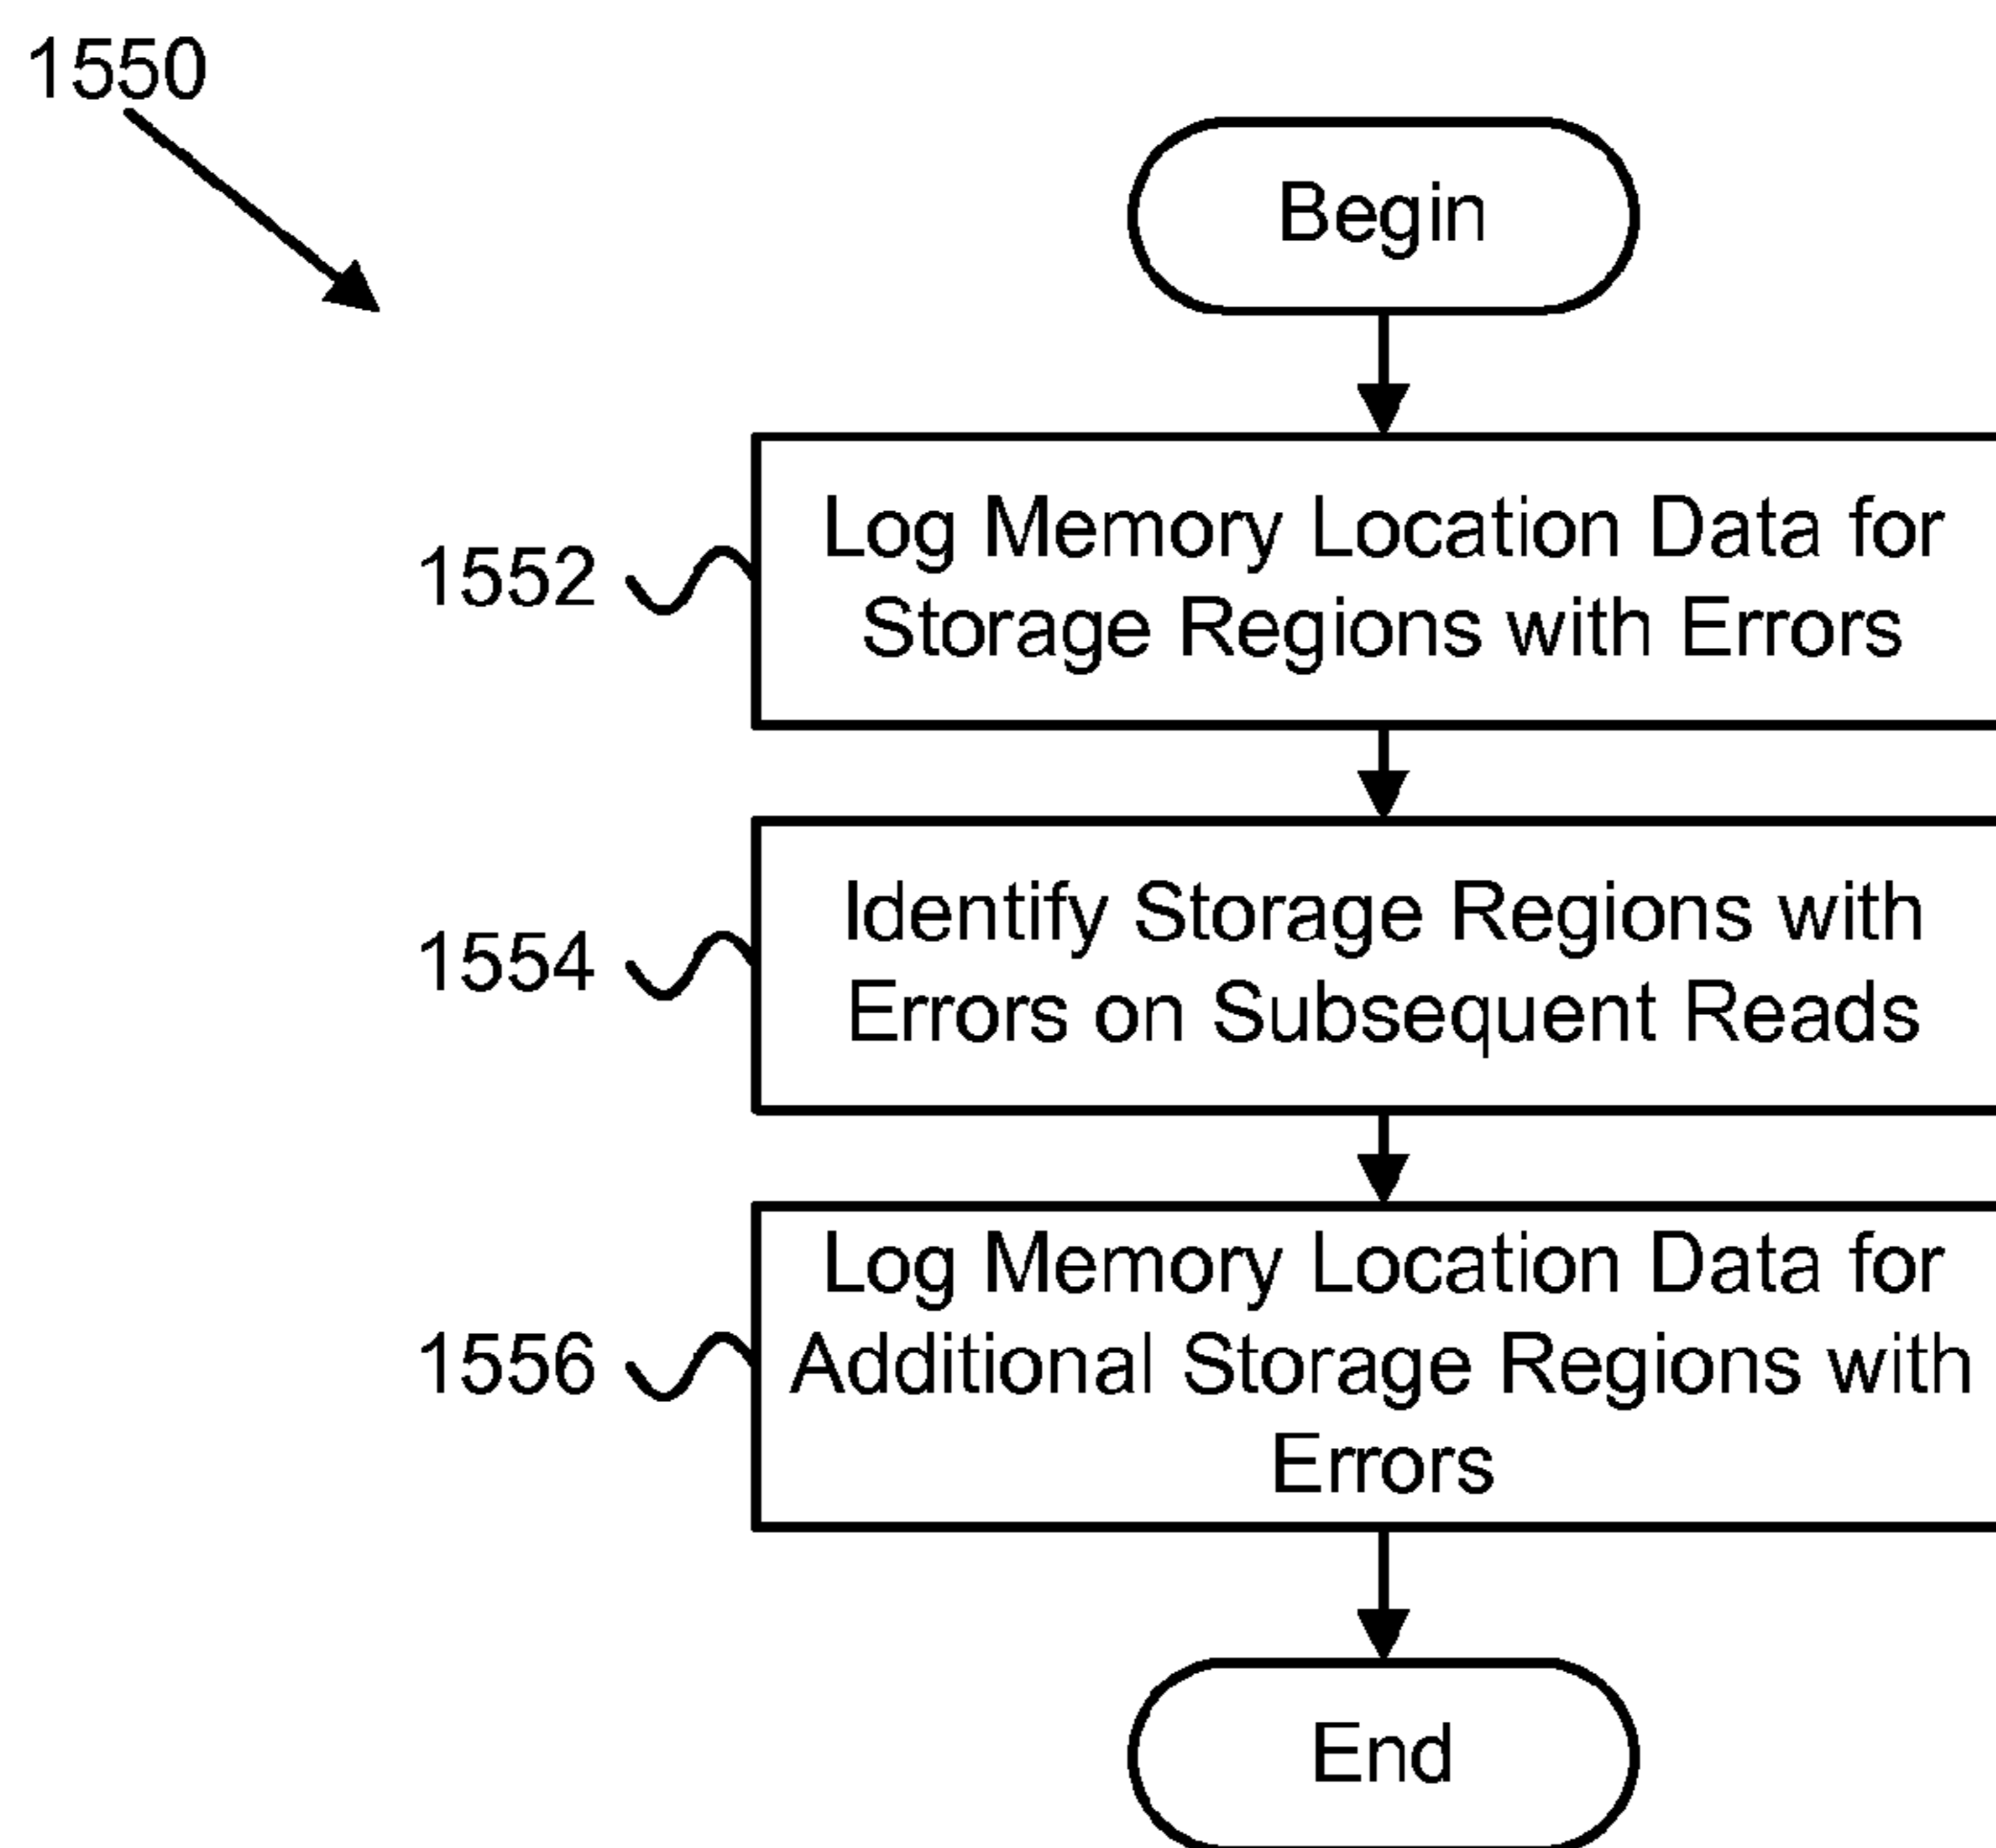 1550
Begin
Log Memory Location Data for
1552
Storage Regions with Errors
Identify Storage Regions with
1554
Errors on Subsequent Reads
Log Memory Location Data for
1556
Additional Storage Regions with
Errors
End